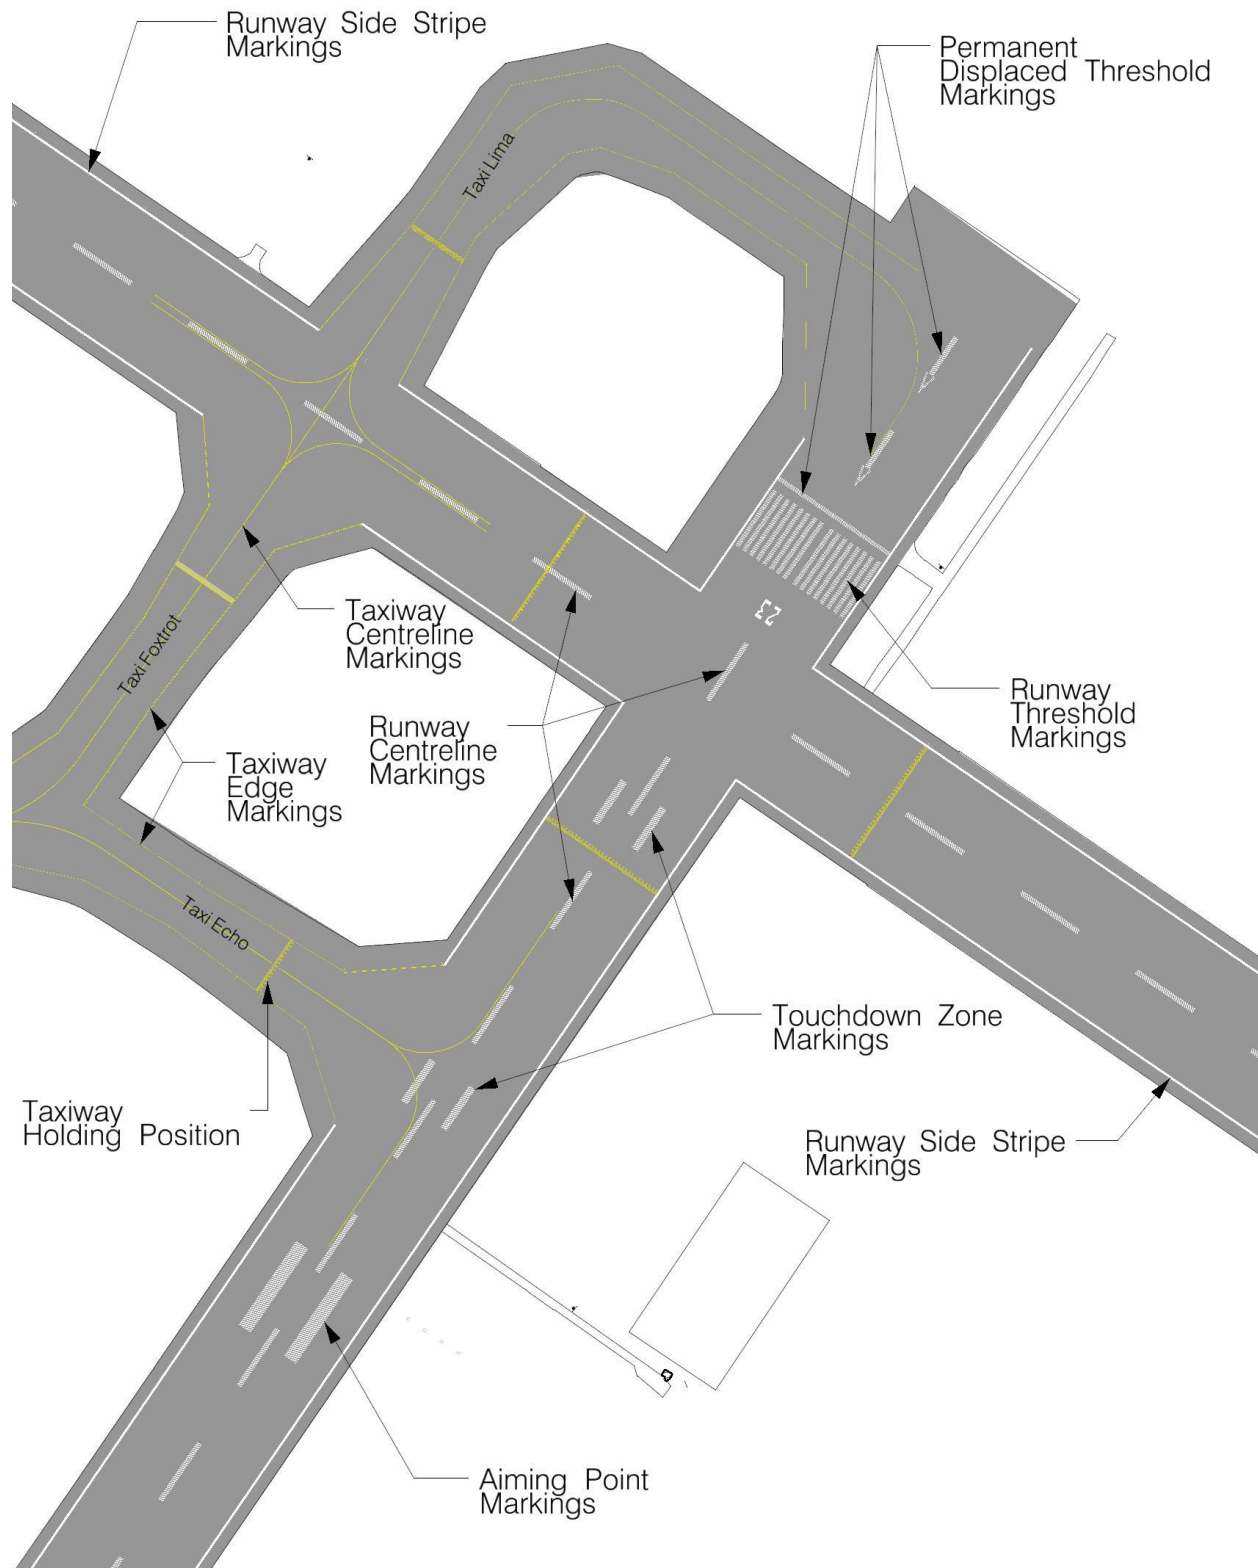 Runway Side Stripe
Markings
Permanent
Displaced Threshold
Markings
Taxi Lima
23
Taxiway
Centreline
Markings
Taxi Foxtrot
Runway
Threshold
Markings
Runway
Centreline
Markings
Taxiway
Edge
Markings
Taxi Echo
Touchdown Zone
Markings
Taxiway
Holding Position
Runway Side Stripe
Markings
Aiming Point
Markings